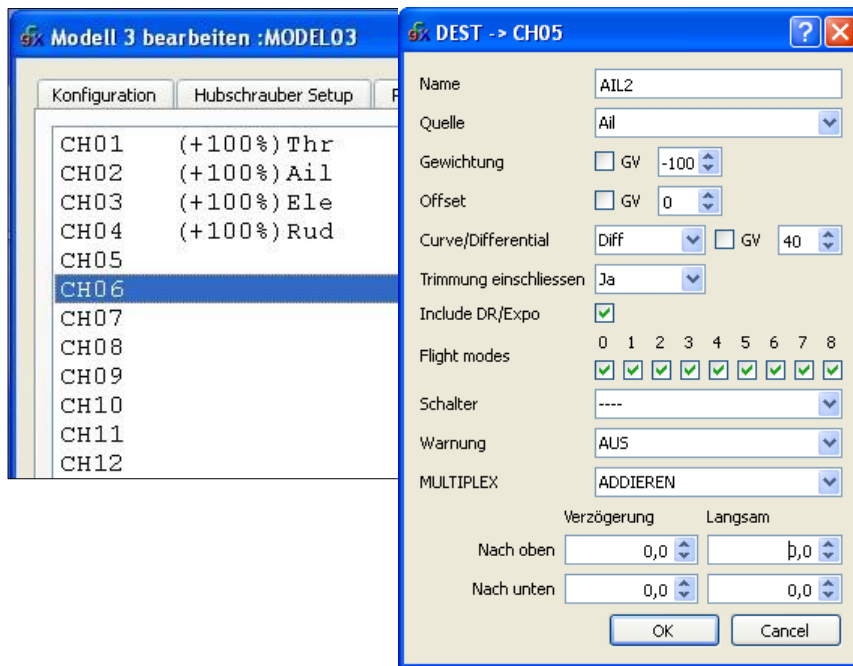 Modell 3 bearbeiten :MODEL03
Konfiguration Hubschrauber Setup
CH01 (+100%)Thr
CH02 (+100%)Ail
CH03 (+100%)Ele
CH04 (+100%)Rud
CH05
CH06
CH07
CH08
CH09
CH10
CH11
CH12
DEST -> CH05
Name AIL2
Quelle Ail
Gewichtung GV -100
Offset GV 0
Curve/Differential Diff GV 40
Trimmung einschliessen Ja
Include DR/Expo
0 1 2 3 4 5 6 7 8
Flight modes
Schalter ----
Warnung AUS
MULTIPLEX ADDIEREN
Verzögerung Langsam
Nach oben 0,0 0,0
Nach unten 0,0 0,0
OK Cancel